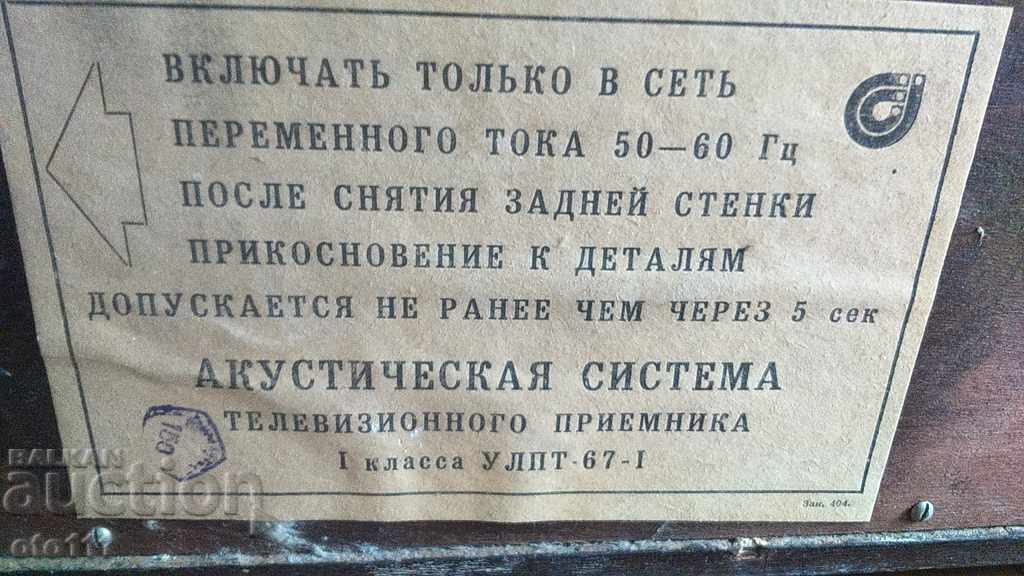 ВКЛЮЧАТЬ ТОЛЬКО В СЕТЬ
ПЕРЕМЕННОГО ТОКА 50—60 Гц
ПОСЛЕ СНЯТИЯ ЗАДНЕЙ СТЕНКИ
ПРИКОСНОВЕНИЕ К ДЕТАЛЯМ
ДОПУСКАЕТСЯ НЕ РАНЕЕ ЧЕМ ЧЕРЕЗ 5 сек
АКУСТИЧЕСКАЯ СИСТЕМА
ТЕЛЕВИЗИОННОГО ПРИЕМНИКА
I класса УЛПТ-67-I
Зак. 404.
BALKAN
auction
oto111